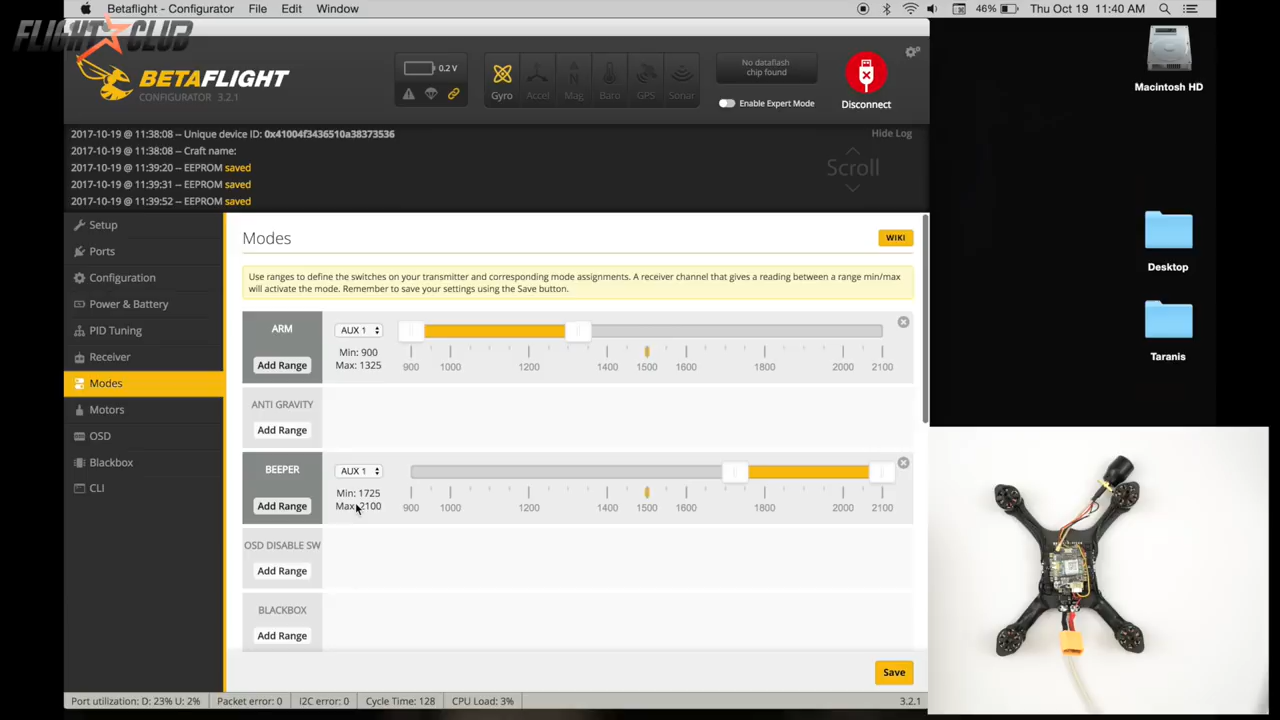 Betaflight - Configurator File Edit Window
46% Thu Oct 19 11:40 AM
FLIGHT CLUB
BETAFLIGHT
CONFIGURATOR 3.2.1
0.2 V
Gyro Accel Mag Baro GPS Sonar
No dataflash
chip found
Enable Expert Mode
Disconnect
Macintosh HD
2017-10-19 @ 11:38:08 -- Unique device ID: 0x41004f3436510a38373536
2017-10-19 @ 11:38:08 -- Craft name:
2017-10-19 @ 11:39:20 -- EEPROM saved
2017-10-19 @ 11:39:31 -- EEPROM saved
2017-10-19 @ 11:39:52 -- EEPROM saved
Hide Log
Scroll
Setup
Ports
Configuration
Power & Battery
PID Tuning
Receiver
Modes
Motors
OSD
Blackbox
CLI
Modes
WIKI
Use ranges to define the switches on your transmitter and corresponding mode assignments. A receiver channel that gives a reading between a range min/max
will activate the mode. Remember to save your settings using the Save button.
ARM
Add Range
AUX 1
Min: 900
Max: 1325
900 1000 1200 1400 1500 1600 1800 2000 2100
ANTI GRAVITY
Add Range
BEEPER
Add Range
AUX 1
Min: 1725
Max: 2100
900 1000 1200 1400 1500 1600 1800 2000 2100
OSD DISABLE SW
Add Range
BLACKBOX
Add Range
Save
Desktop
Taranis
Port utilization: D: 23% U: 2% Packet error: 0 I2C error: 0 Cycle Time: 128 CPU Load: 3% 3.2.1